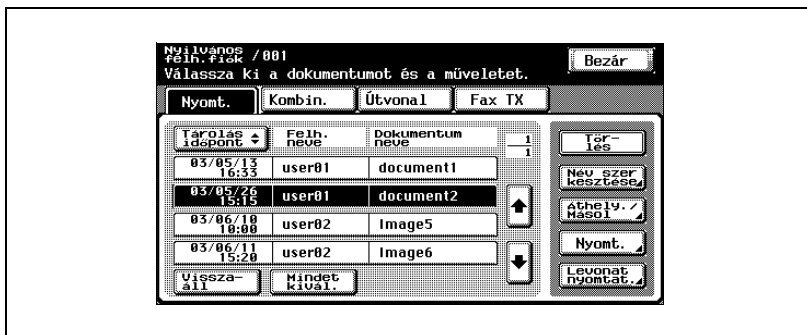 Nyilvános
felh.fiók /001
Válassza ki a dokumentumot és a műveletet.
Bezár
Nyomt.
Kombin.
Útvonal
Fax TX
Tárolás
időpont
Felh.
neve
Dokumentum
neve
1
1
03/05/13
16:33
user01
document1
03/05/26
15:15
user01
document2
03/06/10
10:00
user02
Image5
03/06/11
15:20
user02
Image6
Vissza-
áll
Mindet
kivál.
Tör-
lés
Név szer
kesztése
Áthely./
Másol
Nyomt.
Levonat
nyomtat.